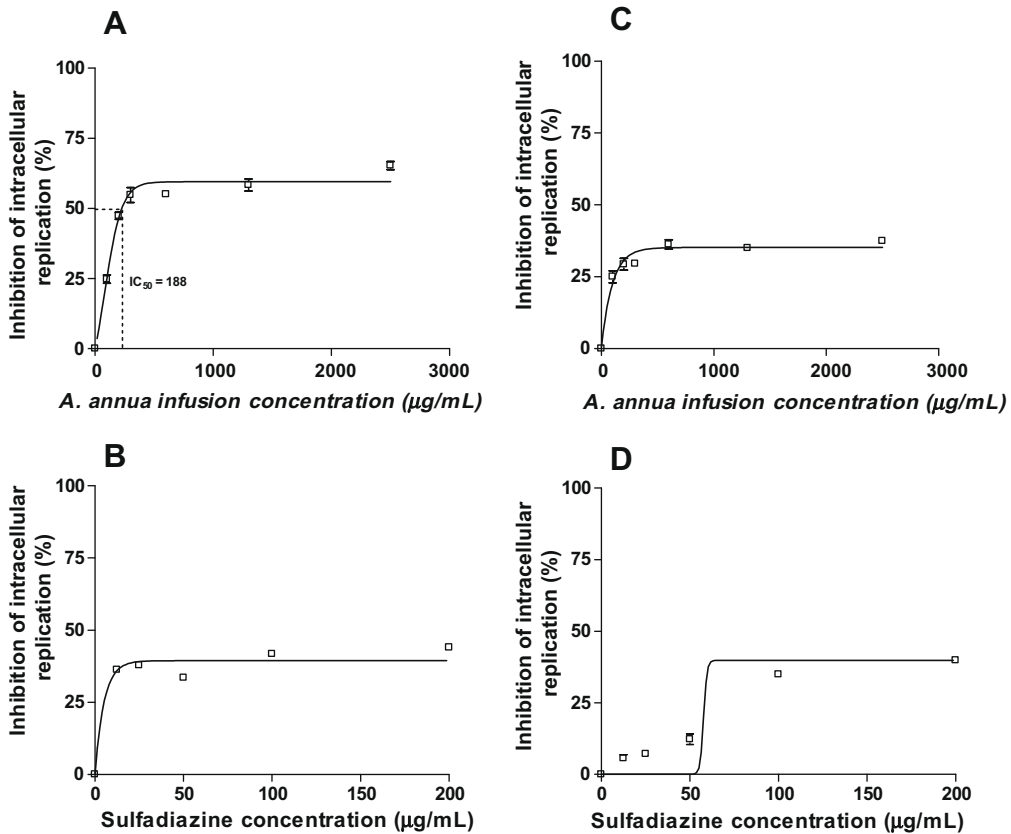 A
Inhibition of intracellular
replication (%)
100
75
50
25
0
IC50 = 188
0 1000 2000 3000
A. annua infusion concentration (µg/mL)
C
Inhibition of intracellular
replication (%)
100
75
50
25
0
0 1000 2000 3000
A. annua infusion concentration (µg/mL)
B
Inhibition of intracellular
replication (%)
100
75
50
25
0
0 50 100 150 200
Sulfadiazine concentration (µg/mL)
D
Inhibition of intracellular
replication (%)
100
75
50
25
0
0 50 100 150 200
Sulfadiazine concentration (µg/mL)